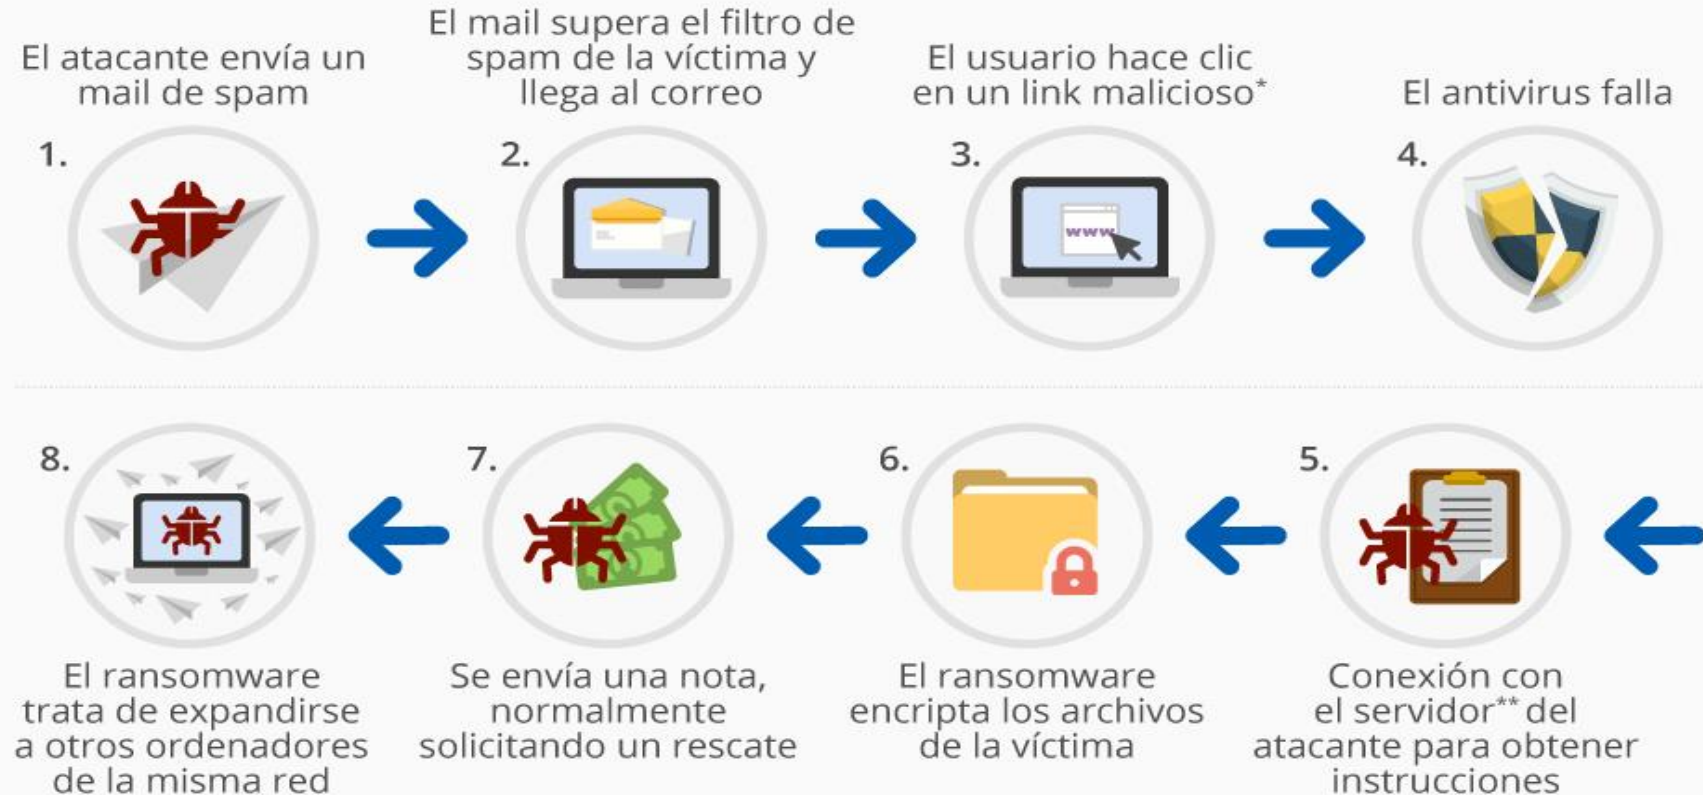 El atacante envía un
mail de spam
1.
El mail supera el filtro de
spam de la víctima y
llega al correo
2.
El usuario hace clic
en un link malicioso*
3.
www
El antivirus falla
4.
5.
Conexión con
el servidor** del
atacante para obtener
instrucciones
6.
El ransomware
encripta los archivos
de la víctima
7.
Se envía una nota,
normalmente
solicitando un rescate
8.
El ransomware
trata de expandirse
a otros ordenadores
de la misma red